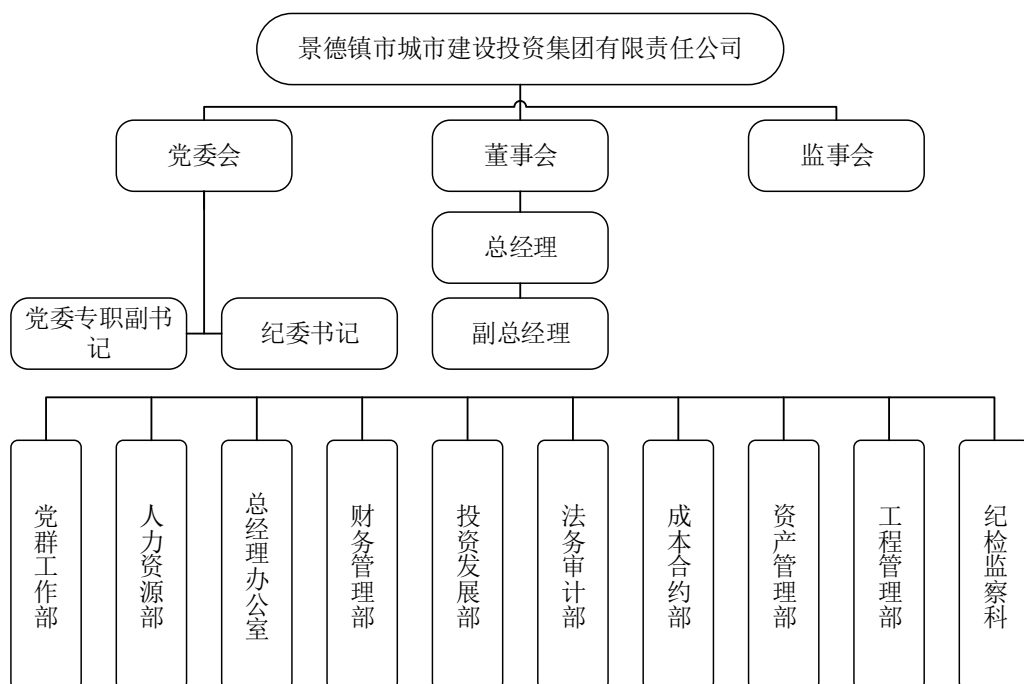 景德镇市城市建设投资集团有限责任公司
党委会
董事会
监事会
总经理
党委专职副书
记
纪委书记
副总经理
党群工作部
人力资源部
总经理办公室
财务管理部
投资发展部
法务审计部
成本合约部
资产管理部
工程管理部
纪检监察科